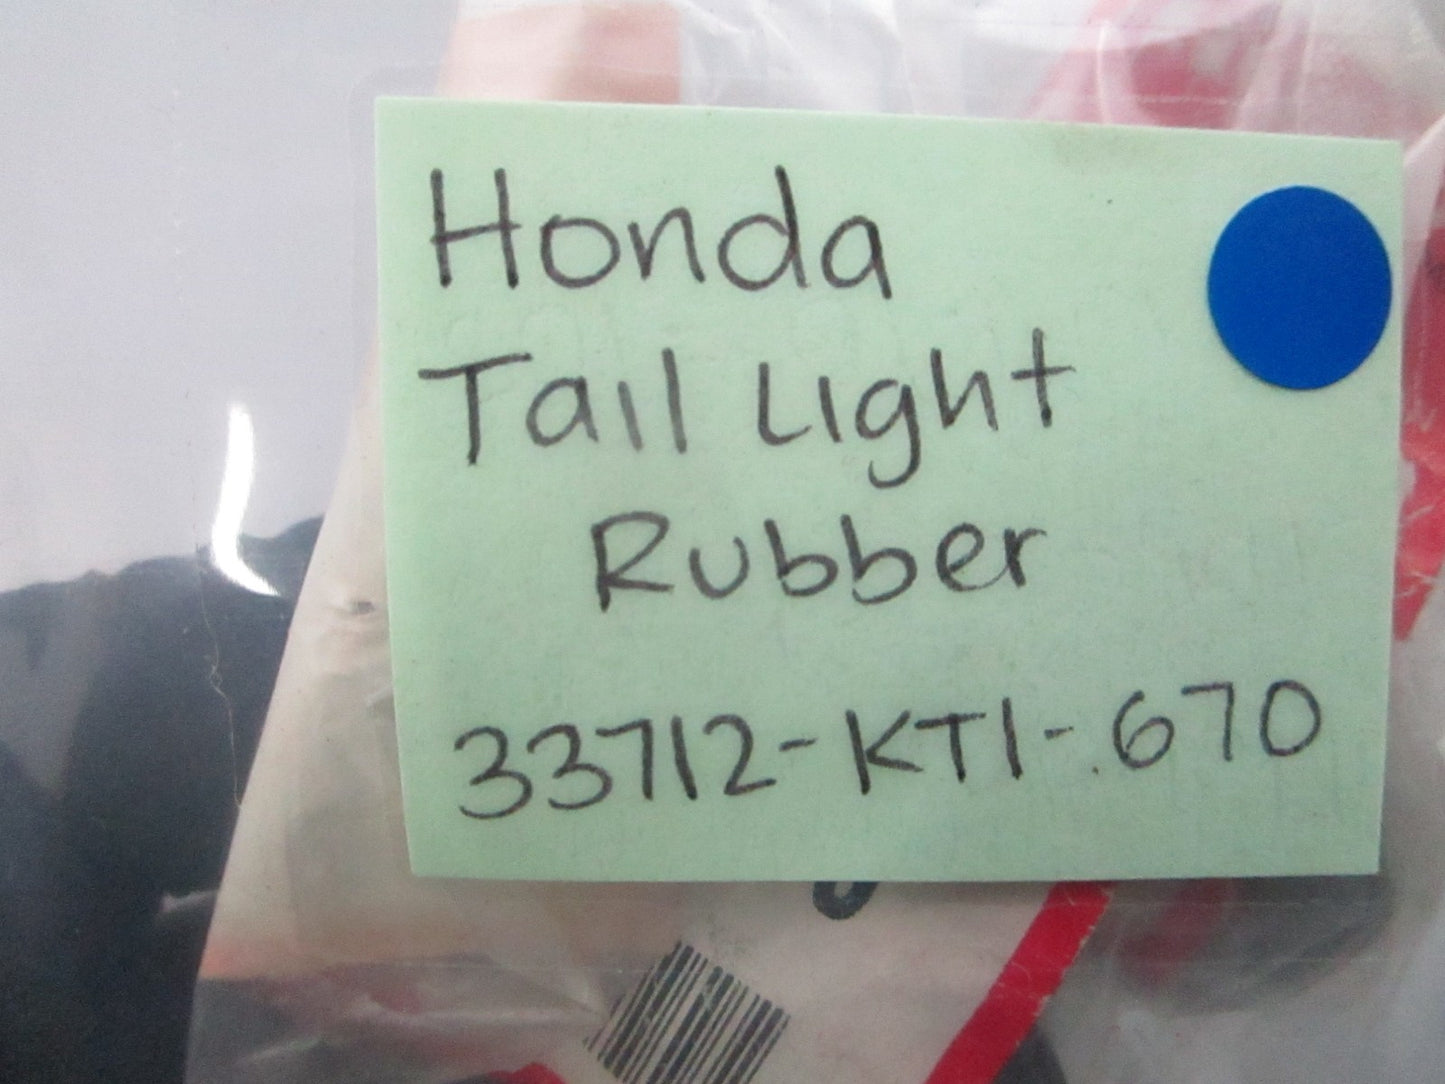 Honda
Tail Light
Rubber
33712-KT1-670